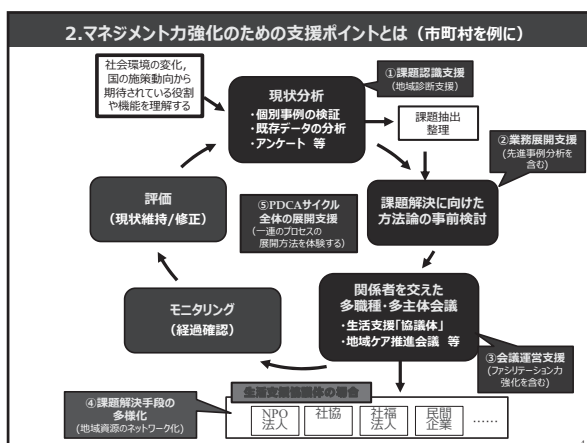 2.マネジメント力強化のための支援ポイントとは（市町村を例に）
社会環境の変化,
国の施策動向から
期待されている役割
や機能を理解する
現状分析
・個別事例の検証
・既存データの分析
・アンケート 等
①課題認識支援
(地域診断支援)
課題抽出
整理
②業務展開支援
(先進事例分析を
含む)
課題解決に向けた
方法論の事前検討
評価
（現状維持/修正）
⑤PDCAサイクル
全体の展開支援
(一連のプロセスの
展開方法を体験する)
関係者を交えた
多職種・多主体会議
・生活支援「協議体」
・地域ケア推進会議 等
モニタリング
（経過確認）
③会議運営支援
(ファシリテーション力
強化を含む)
生活支援協議体の場合
④課題解決手段の
多様化
(地域資源のネットワーク化)
NPO
法人
社協
社福
法人
民間
企業
……